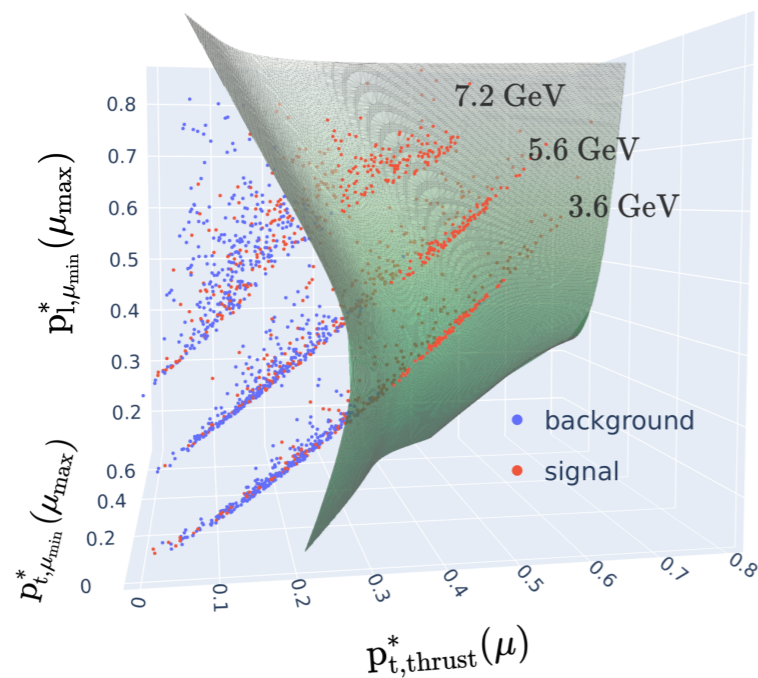 7.2 GeV
5.6 GeV
3.6 GeV
0.8
0.7
0.6
0.5
0.4
0.3
0.2
p*l,μmin(μmax)
0.6
0.4
0.2
0
p*t,μmin(μmax)
background
signal
0
0.1
0.2
0.3
0.4
0.5
0.6
0.7
0.8
p*t,thrust(μ)